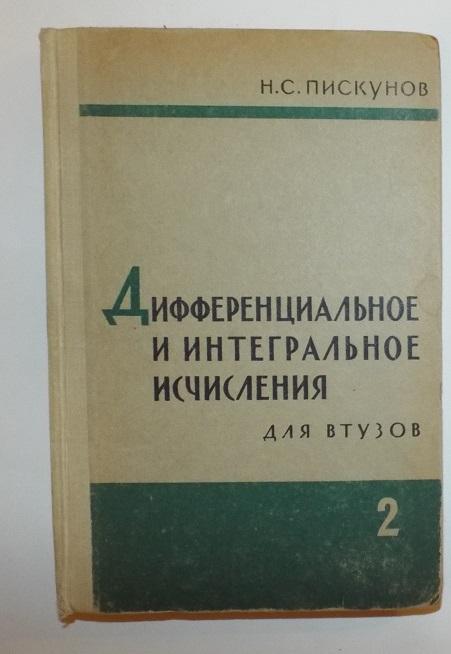 Н.С. ПИСКУНОВ
ДИФФЕРЕНЦИАЛЬНОЕ
И ИНТЕГРАЛЬНОЕ
ИСЧИСЛЕНИЯ
ДЛЯ ВТУЗОВ
2